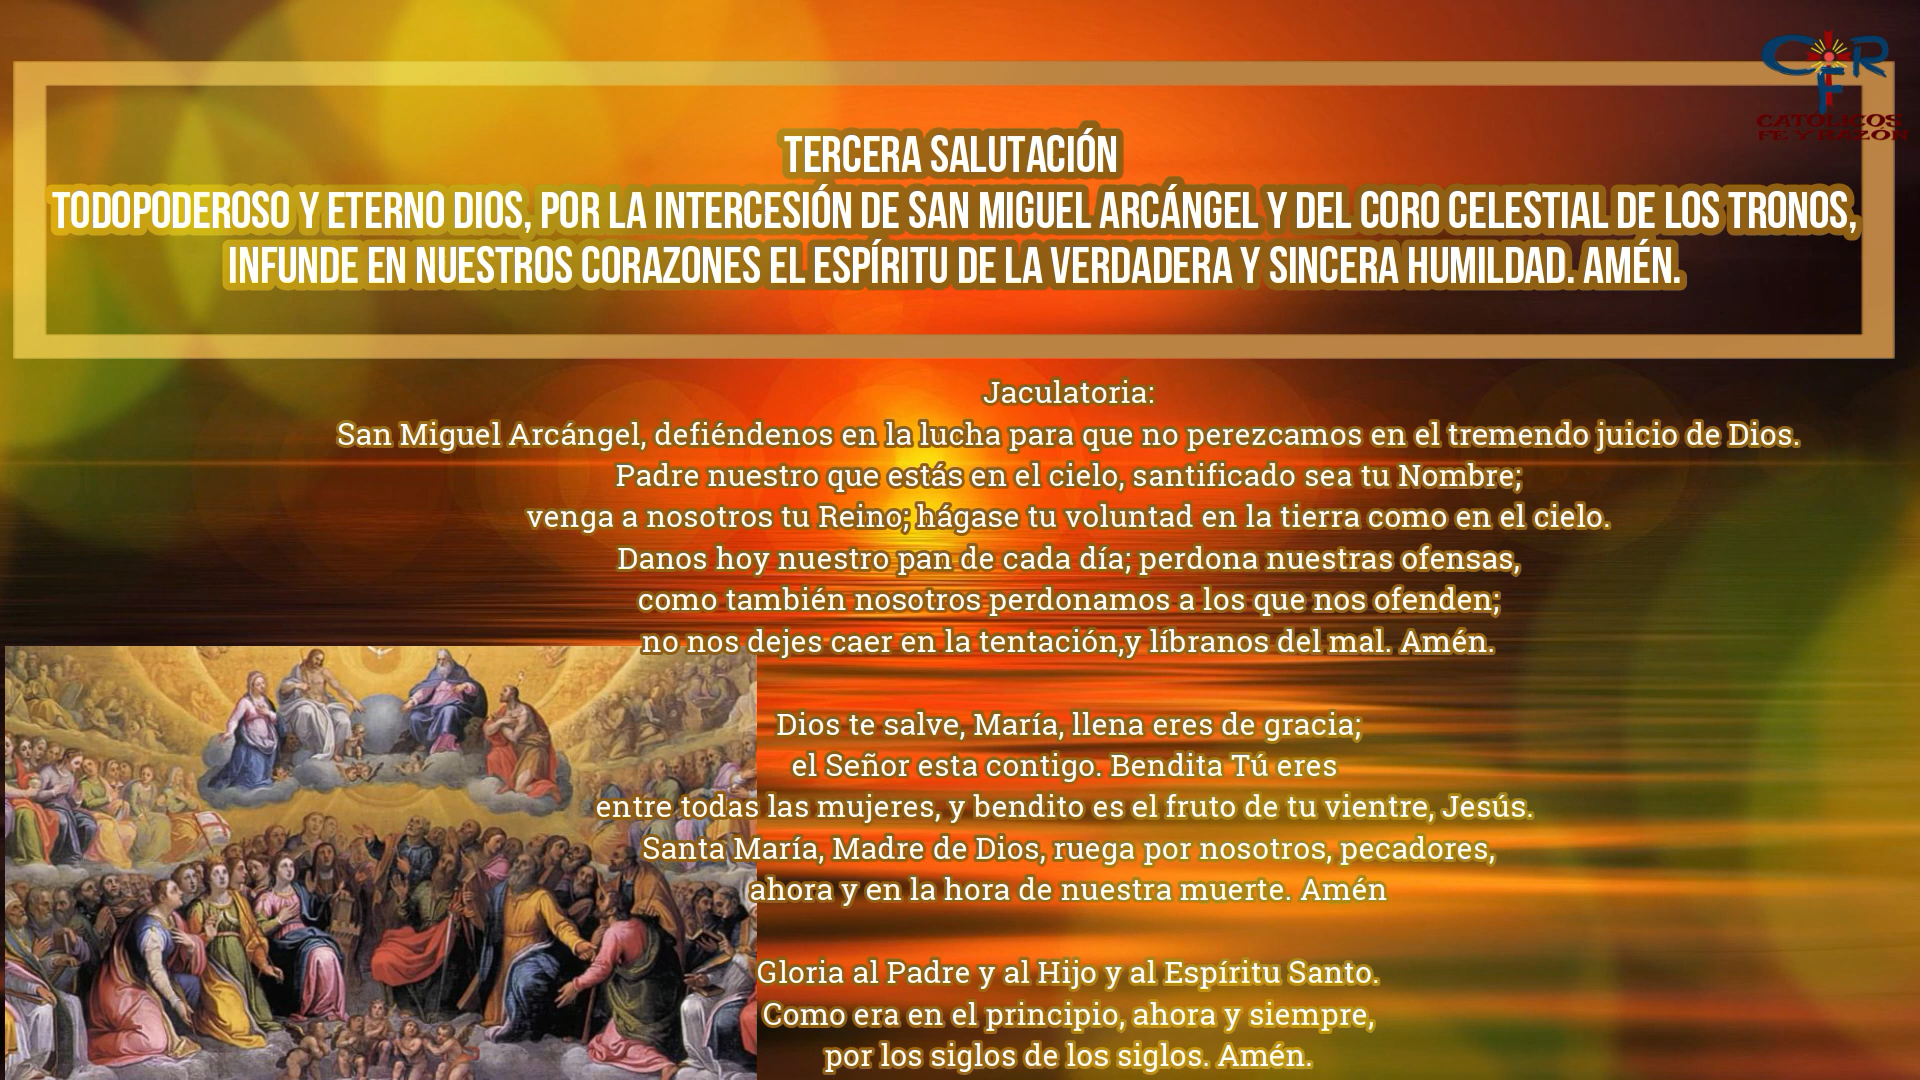 CFR
CATÓLICOS
FE Y RAZÓN
TERCERA SALUTACIÓN
TODOPODEROSO Y ETERNO DIOS, POR LA INTERCESIÓN DE SAN MIGUEL ARCÁNGEL Y DEL CORO CELESTIAL DE LOS TRONOS,
INFUNDE EN NUESTROS CORAZONES EL ESPÍRITU DE LA VERDADERA Y SINCERA HUMILDAD. AMÉN.
Jaculatoria:
San Miguel Arcángel, defiéndenos en la lucha para que no perezcamos en el tremendo juicio de Dios.
Padre nuestro que estás en el cielo, santificado sea tu Nombre;
venga a nosotros tu Reino; hágase tu voluntad en la tierra como en el cielo.
Danos hoy nuestro pan de cada día; perdona nuestras ofensas,
como también nosotros perdonamos a los que nos ofenden;
no nos dejes caer en la tentación,y líbranos del mal. Amén.
Dios te salve, María, llena eres de gracia;
el Señor esta contigo. Bendita Tú eres
entre todas las mujeres, y bendito es el fruto de tu vientre, Jesús.
Santa María, Madre de Dios, ruega por nosotros, pecadores,
ahora y en la hora de nuestra muerte. Amén
Gloria al Padre y al Hijo y al Espíritu Santo.
Como era en el principio, ahora y siempre,
por los siglos de los siglos. Amén.